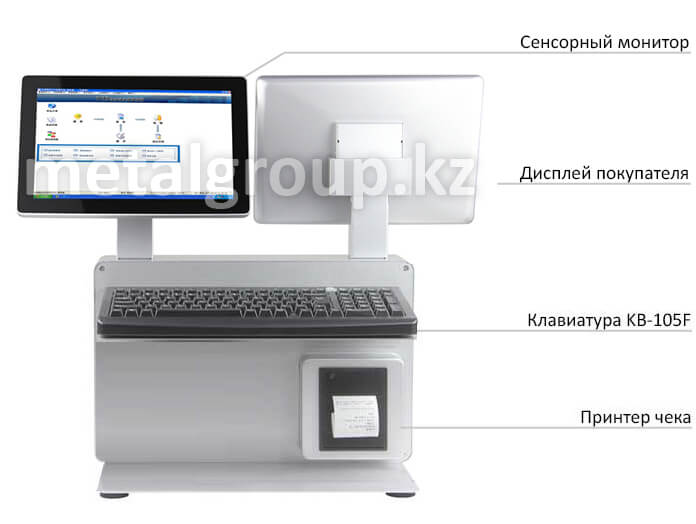 Сенсорный монитор
metalgroup.kz
Дисплей покупателя
Клавиатура KB-105F
Принтер чека